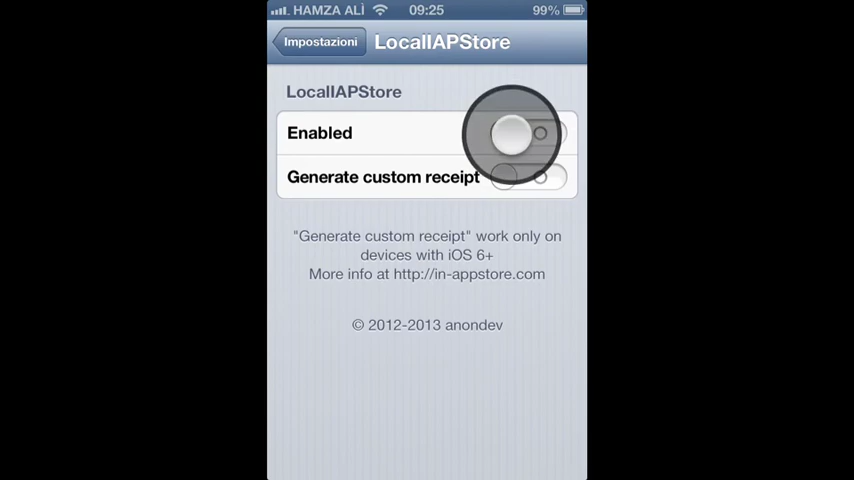 HAMZA ALÌ 09:25 99%
Impostazioni LocalIAPStore
LocalIAPStore
Enabled
Generate custom receipt
"Generate custom receipt" work only on
devices with iOS 6+
More info at http://in-appstore.com
© 2012-2013 anondev